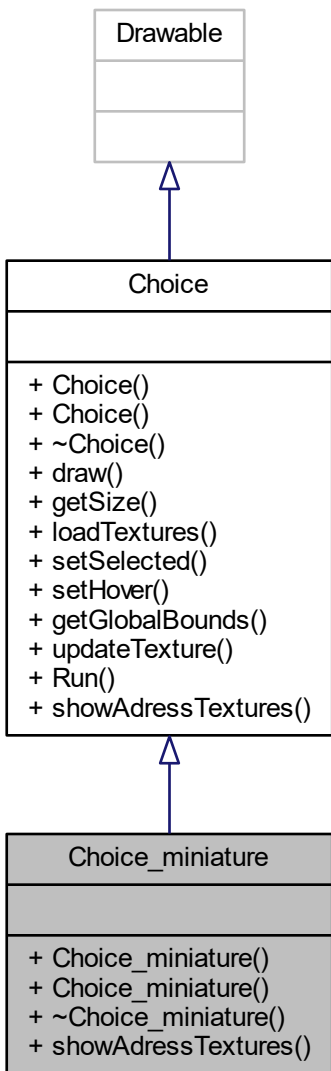 Drawable
Choice
+ Choice()
+ Choice()
+ ~Choice()
+ draw()
+ getSize()
+ loadTextures()
+ setSelected()
+ setHover()
+ getGlobalBounds()
+ updateTexture()
+ Run()
+ showAdressTextures()
Choice_miniature
+ Choice_miniature()
+ Choice_miniature()
+ ~Choice_miniature()
+ showAdressTextures()